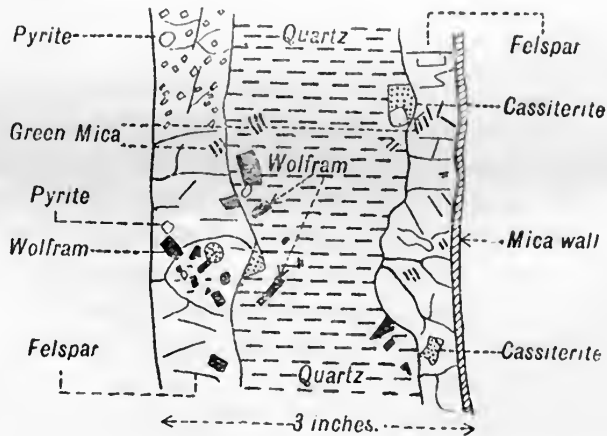 Pyrite
Quartz
Felspar
Cassiterite
Green Mica
Wolfram
Pyrite
Wolfram
Mica wall
Felspar
Cassiterite
Quartz
3 inches.